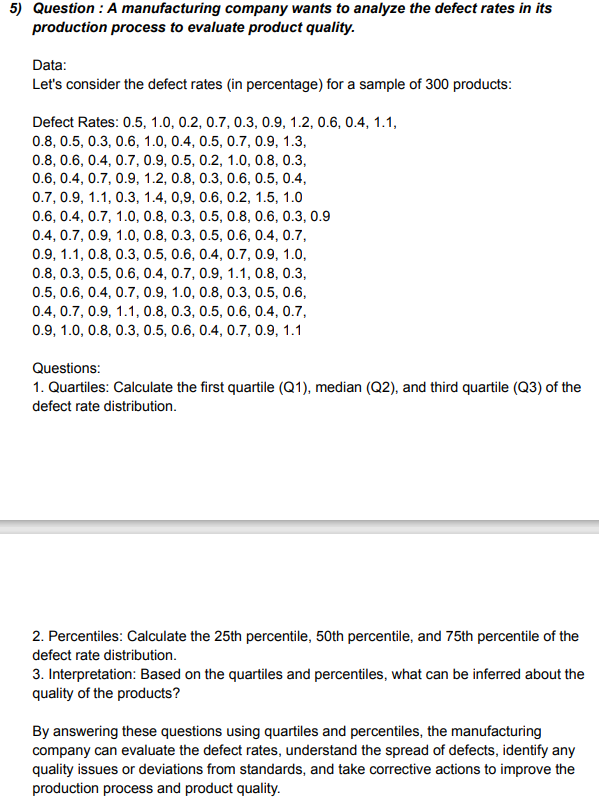 5) Question : A manufacturing company wants to analyze the defect rates in its
production process to evaluate product quality.
Data:
Let's consider the defect rates (in percentage) for a sample of 300 products:
Defect Rates: 0.5, 1.0, 0.2, 0.7, 0.3, 0.9, 1.2, 0.6, 0.4, 1.1,
0.8, 0.5, 0.3, 0.6, 1.0, 0.4, 0.5, 0.7, 0.9, 1.3,
0.8, 0.6, 0.4, 0.7, 0.9, 0.5, 0.2, 1.0, 0.8, 0.3,
0.6, 0.4, 0.7, 0.9, 1.2, 0.8, 0.3, 0.6, 0.5, 0.4,
0.7, 0.9, 1.1, 0.3, 1.4, 0,9, 0.6, 0.2, 1.5, 1.0
0.6, 0.4, 0.7, 1.0, 0.8, 0.3, 0.5, 0.8, 0.6, 0.3, 0.9
0.4, 0.7, 0.9, 1.0, 0.8, 0.3, 0.5, 0.6, 0.4, 0.7,
0.9, 1.1, 0.8, 0.3, 0.5, 0.6, 0.4, 0.7, 0.9, 1.0,
0.8, 0.3, 0.5, 0.6, 0.4, 0.7, 0.9, 1.1, 0.8, 0.3,
0.5, 0.6, 0.4, 0.7, 0.9, 1.0, 0.8, 0.3, 0.5, 0.6,
0.4, 0.7, 0.9, 1.1, 0.8, 0.3, 0.5, 0.6, 0.4, 0.7,
0.9, 1.0, 0.8, 0.3, 0.5, 0.6, 0.4, 0.7, 0.9, 1.1
Questions:
1. Quartiles: Calculate the first quartile (Q1), median (Q2), and third quartile (Q3) of the
defect rate distribution.
2. Percentiles: Calculate the 25th percentile, 50th percentile, and 75th percentile of the
defect rate distribution.
3. Interpretation: Based on the quartiles and percentiles, what can be inferred about the
quality of the products?
By answering these questions using quartiles and percentiles, the manufacturing
company can evaluate the defect rates, understand the spread of defects, identify any
quality issues or deviations from standards, and take corrective actions to improve the
production process and product quality.